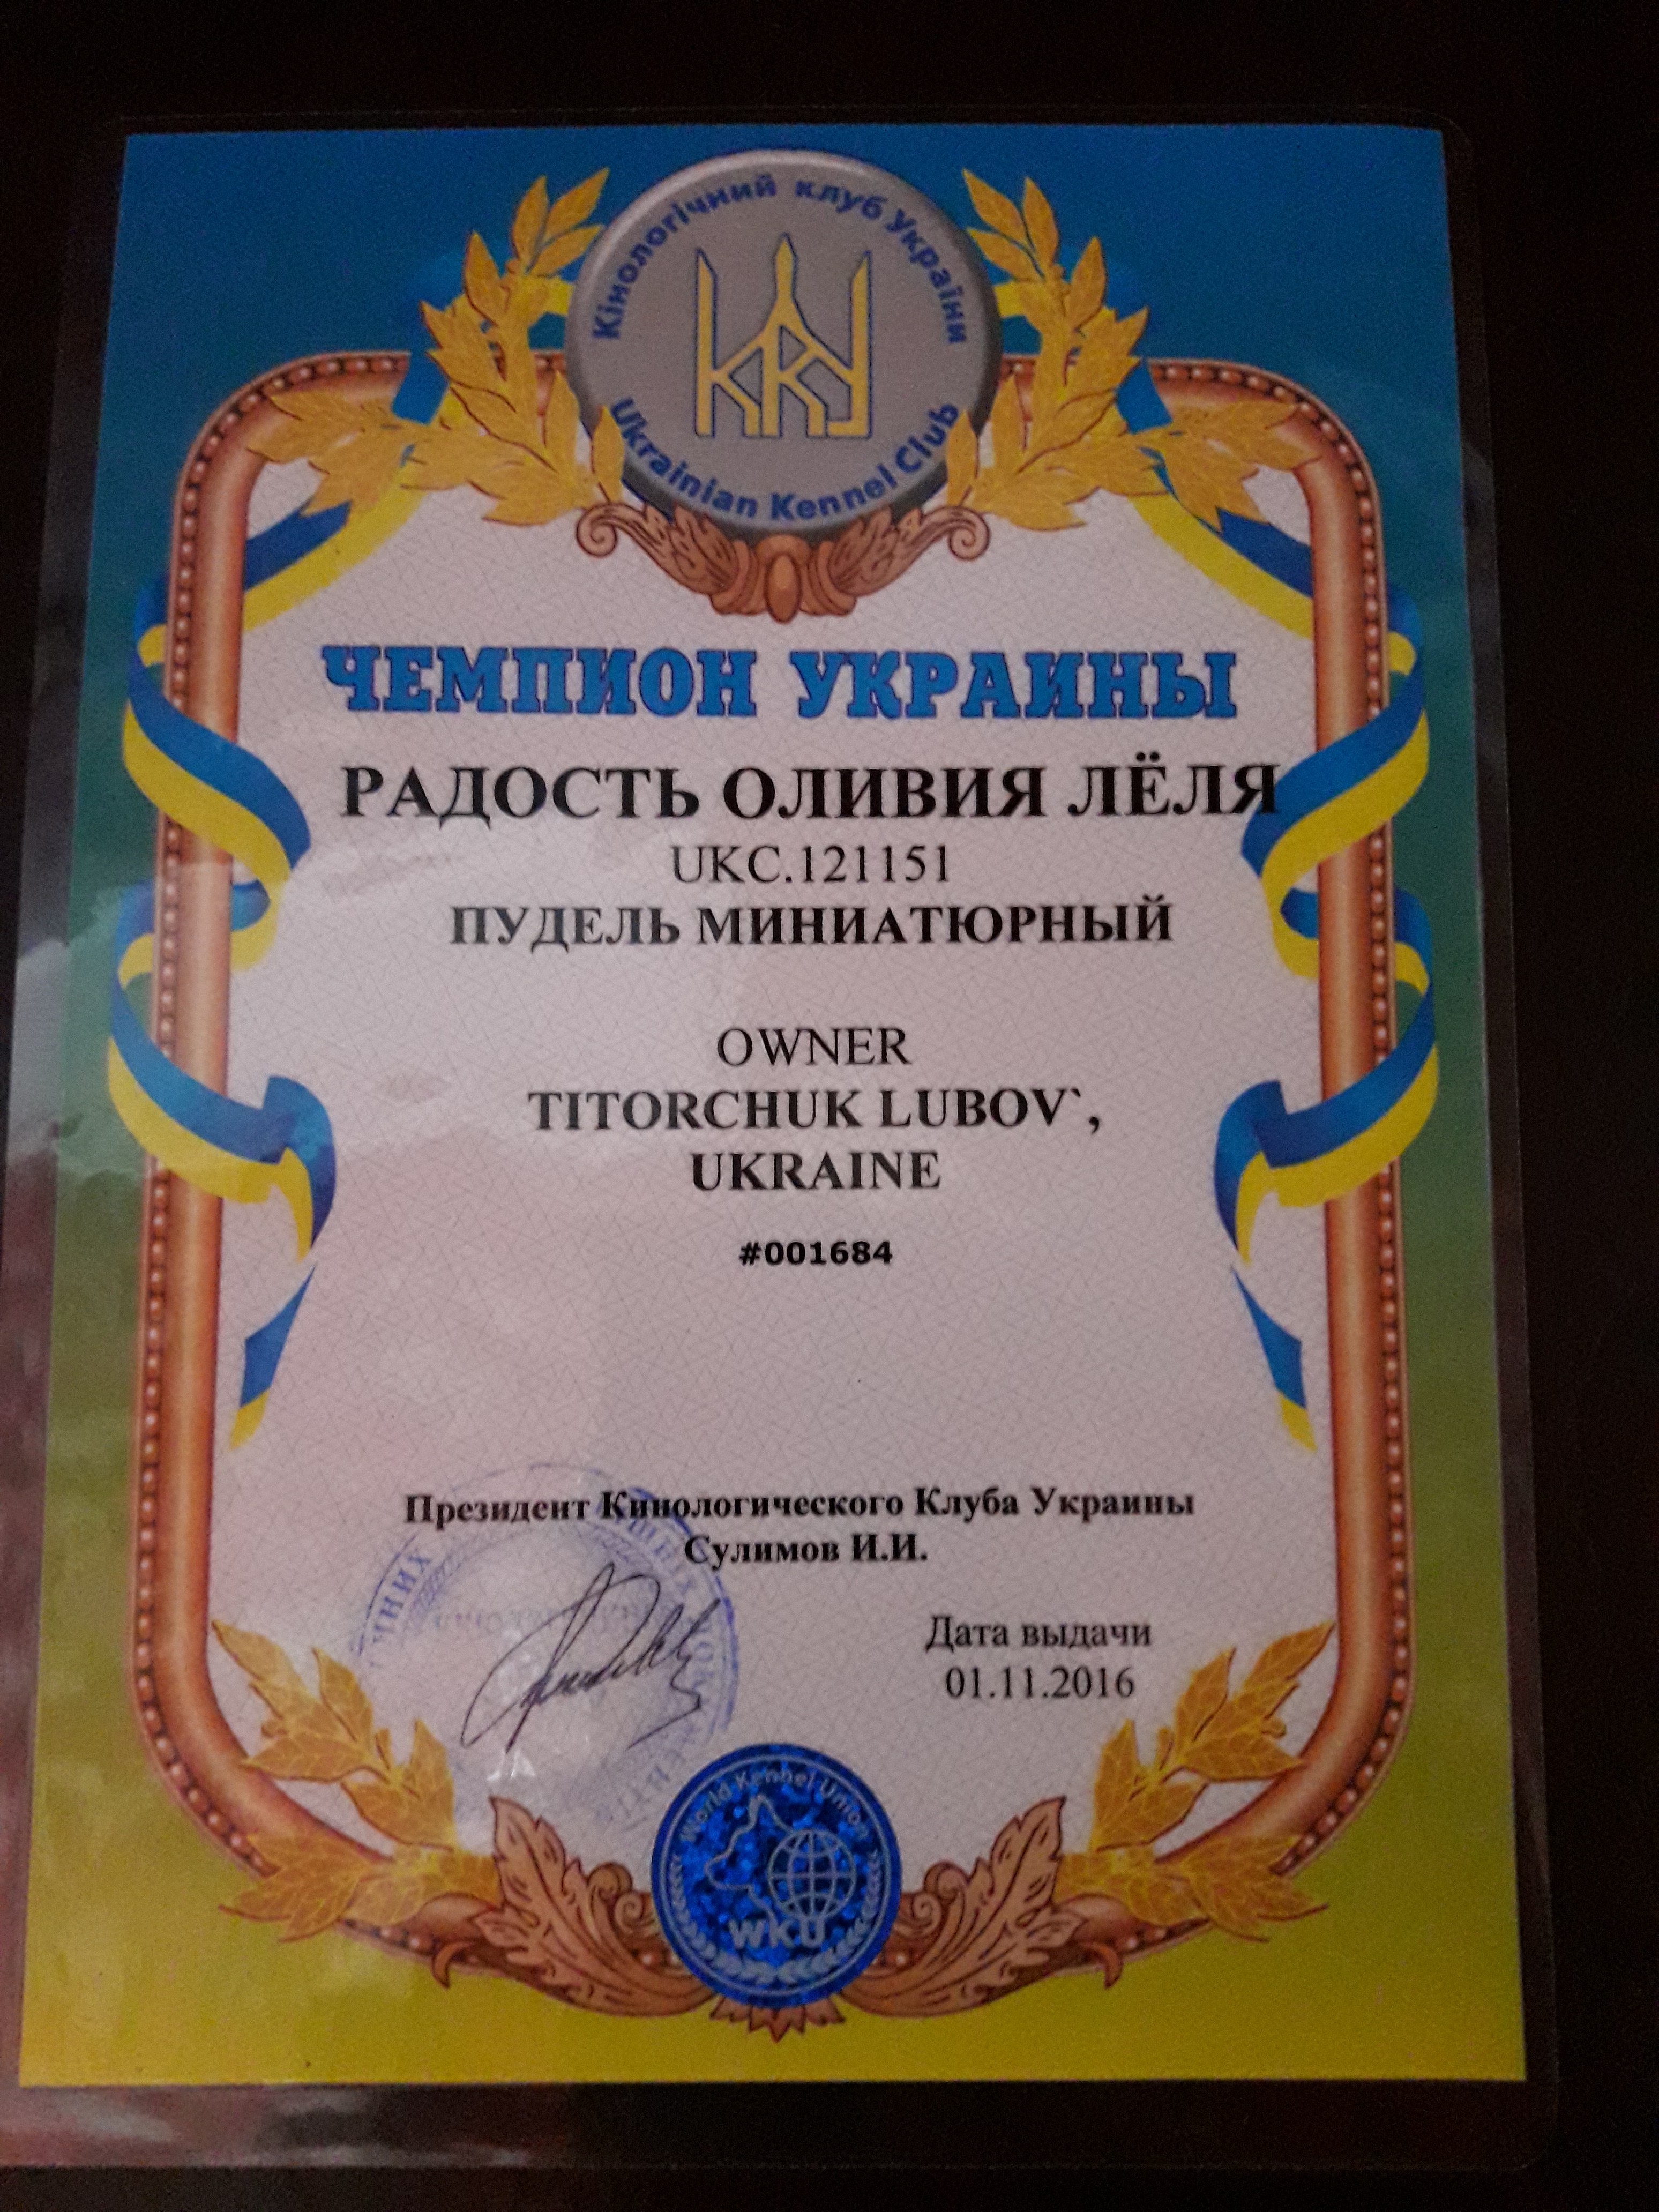 Кінологічний клуб України
ККУ
Ukrainian Kennel Club
ЧЕМПИОН УКРАИНЫ
РАДОСТЬ ОЛИВИЯ ЛЁЛЯ
UKC.121151
ПУДЕЛЬ МИНИАТЮРНЫЙ
OWNER
TITORCHUK LUBOV`,
UKRAINE
#001684
Президент Кинологического Клуба Украины
Сулимов И.И.
Дата выдачи
01.11.2016
World Kennel Union
WKU